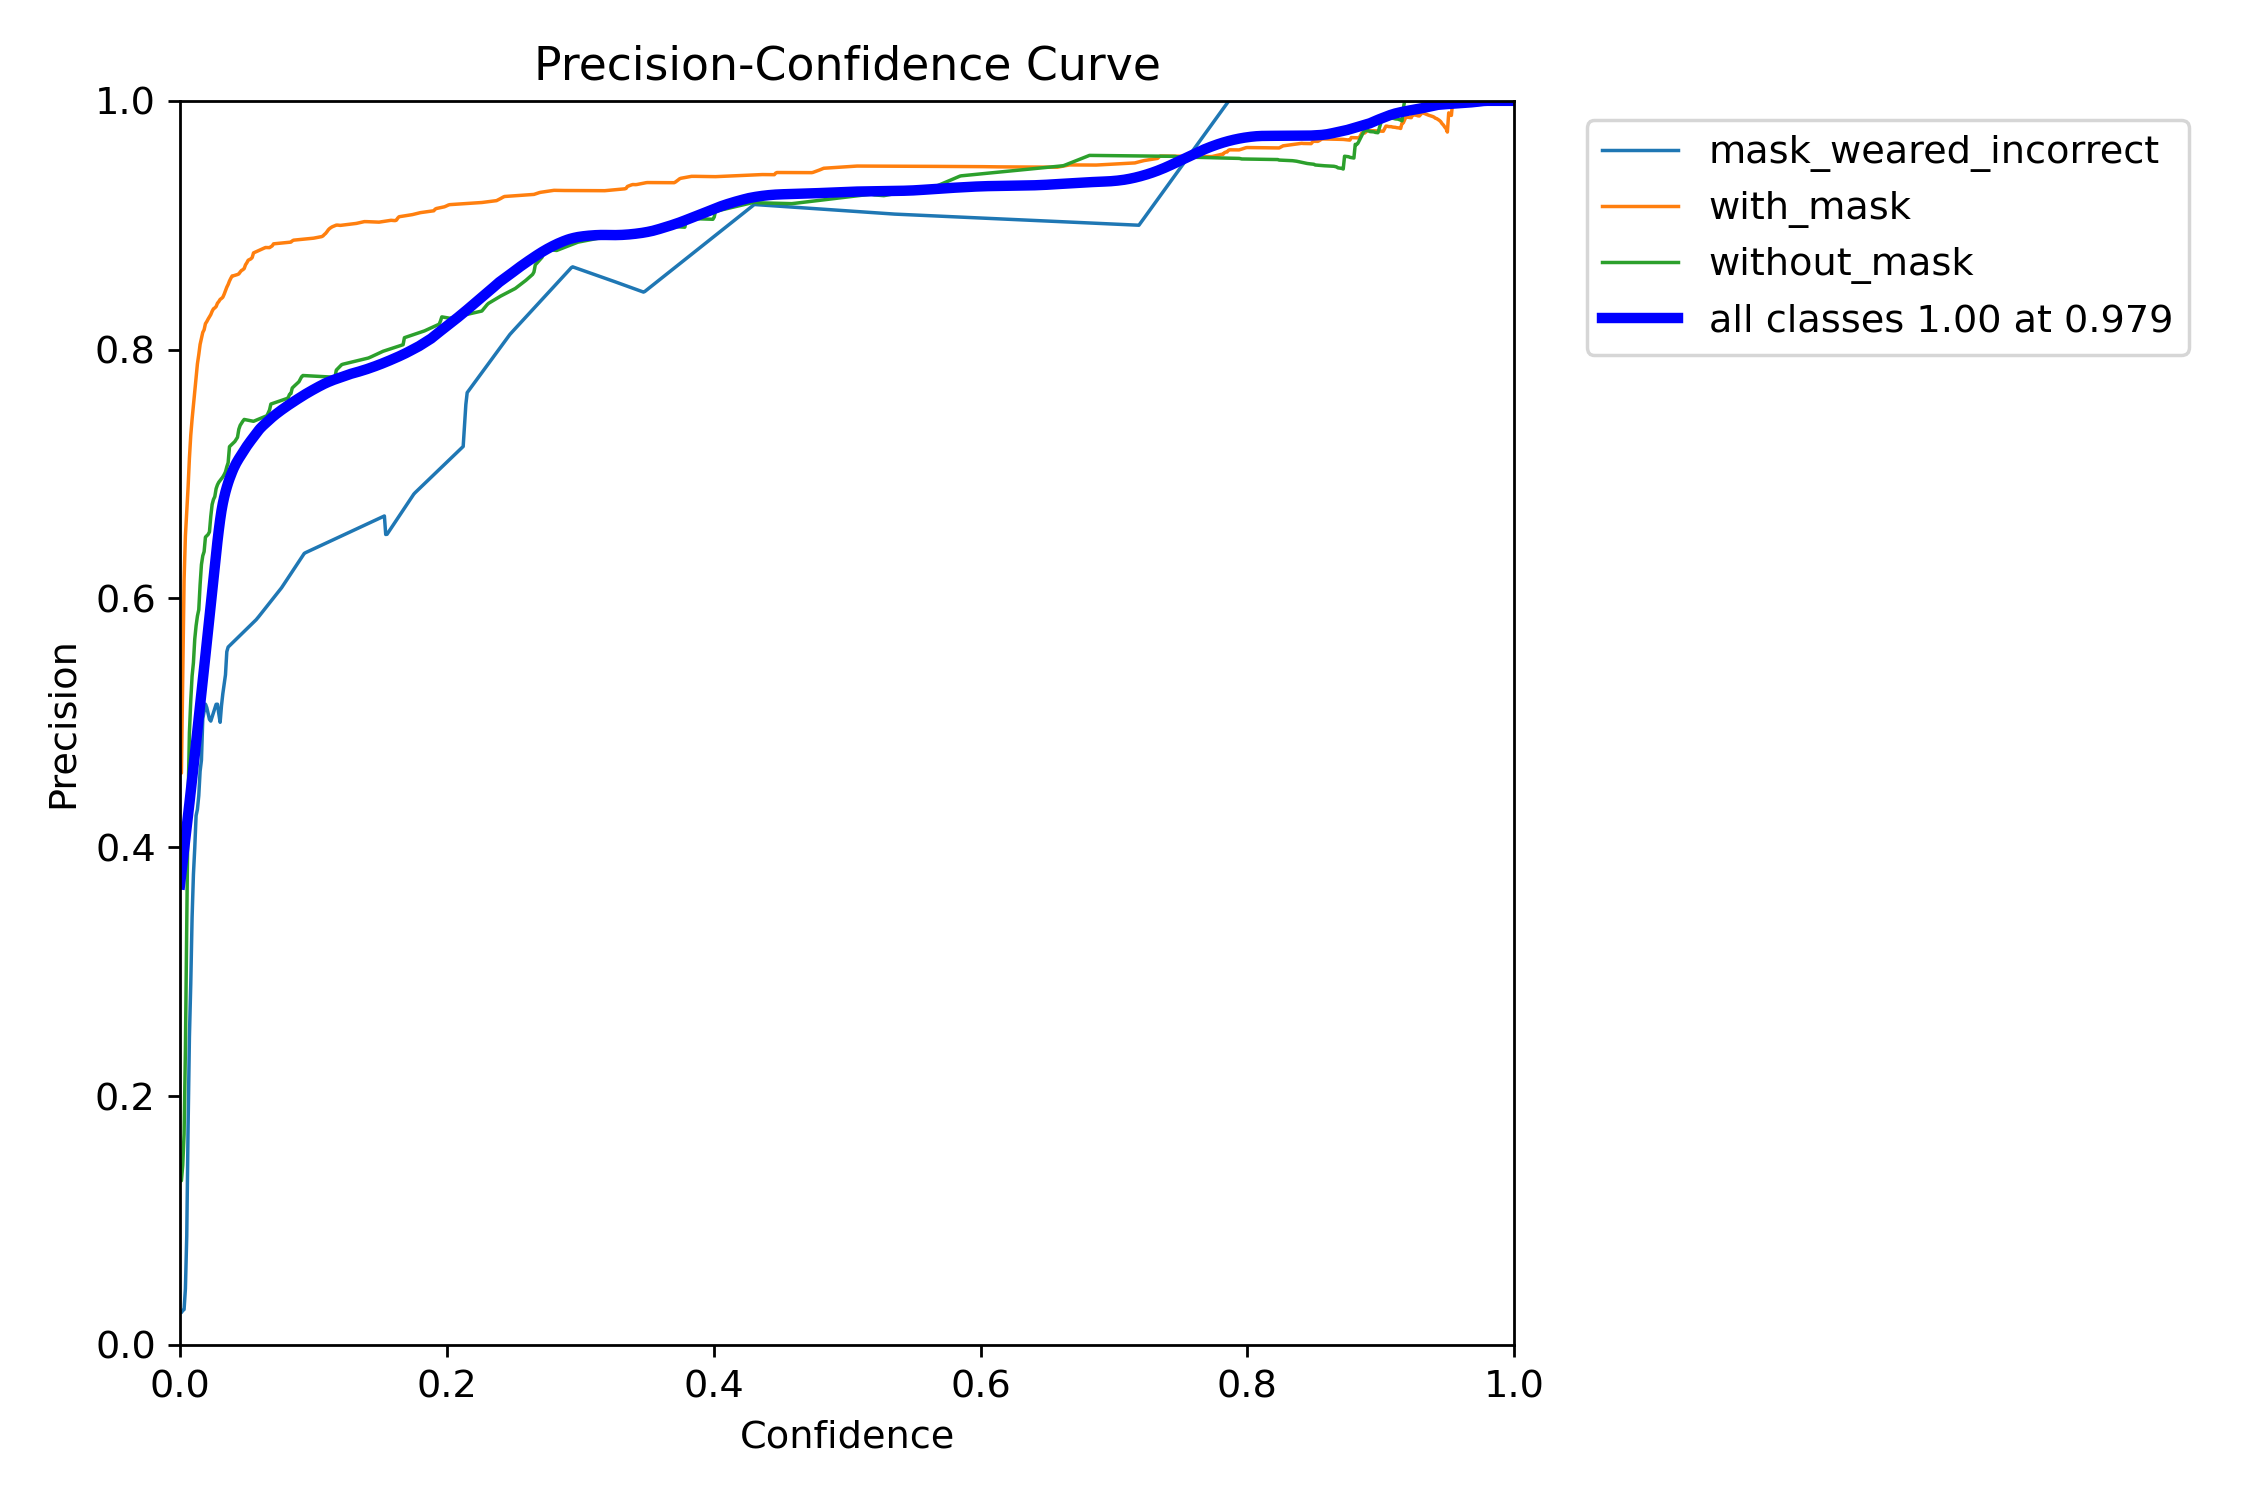 Precision-Confidence Curve
1.0
0.8
0.6
0.4
0.2
0.0
Precision
0.0 0.2 0.4 0.6 0.8 1.0
Confidence
mask_weared_incorrect
with_mask
without_mask
all classes 1.00 at 0.979